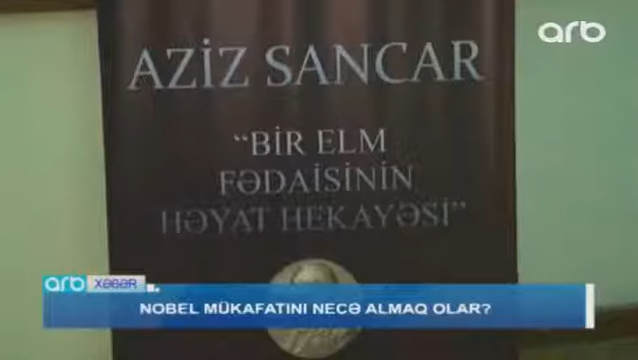 arb
AZİZ SANCAR
“BİR ELM
FƏDAİSİNİN
HƏYAT HEKAYƏSİ”
arb XƏBƏR
NOBEL MÜKAFATINI NECƏ ALMAQ OLAR?